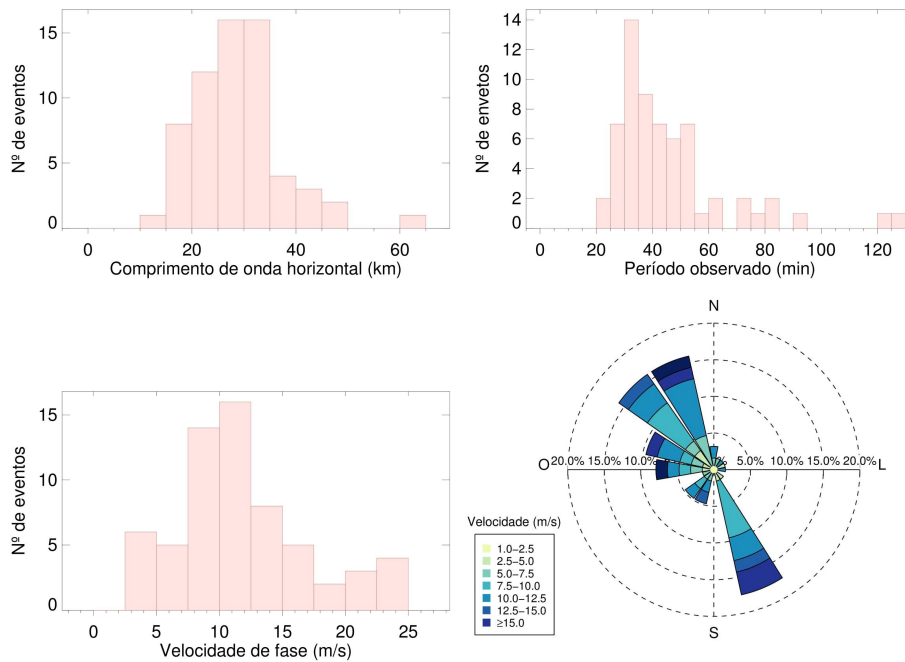 Nº de eventos
15
10
5
0
0 20 40 60
Comprimento de onda horizontal (km)
Nº de envetos
14
12
10
8
6
4
2
0
0 20 40 60 80 100 120
Período observado (min)
Nº de eventos
15
10
5
0
0 5 10 15 20 25
Velocidade de fase (m/s)
N
O
20.0% 15.0% 10.0% 5.0% 10.0% 15.0% 20.0%
L
S
Velocidade (m/s)
1.0−2.5
2.5−5.0
5.0−7.5
7.5−10.0
10.0−12.5
12.5−15.0
≥15.0